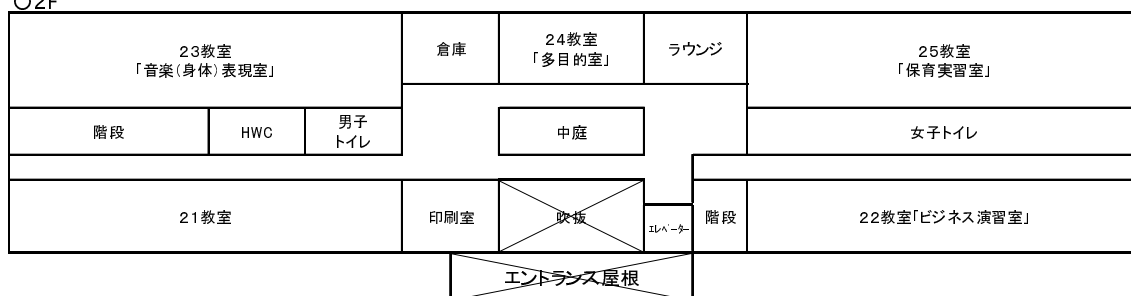 〇2F
23教室
「音楽(身体)表現室」
倉庫
24教室
「多目的室」
ラウンジ
25教室
「保育実習室」
階段
HWC
男子
トイレ
中庭
女子トイレ
21教室
印刷室
吹抜
エレベーター
階段
22教室「ビジネス演習室」
エントランス屋根